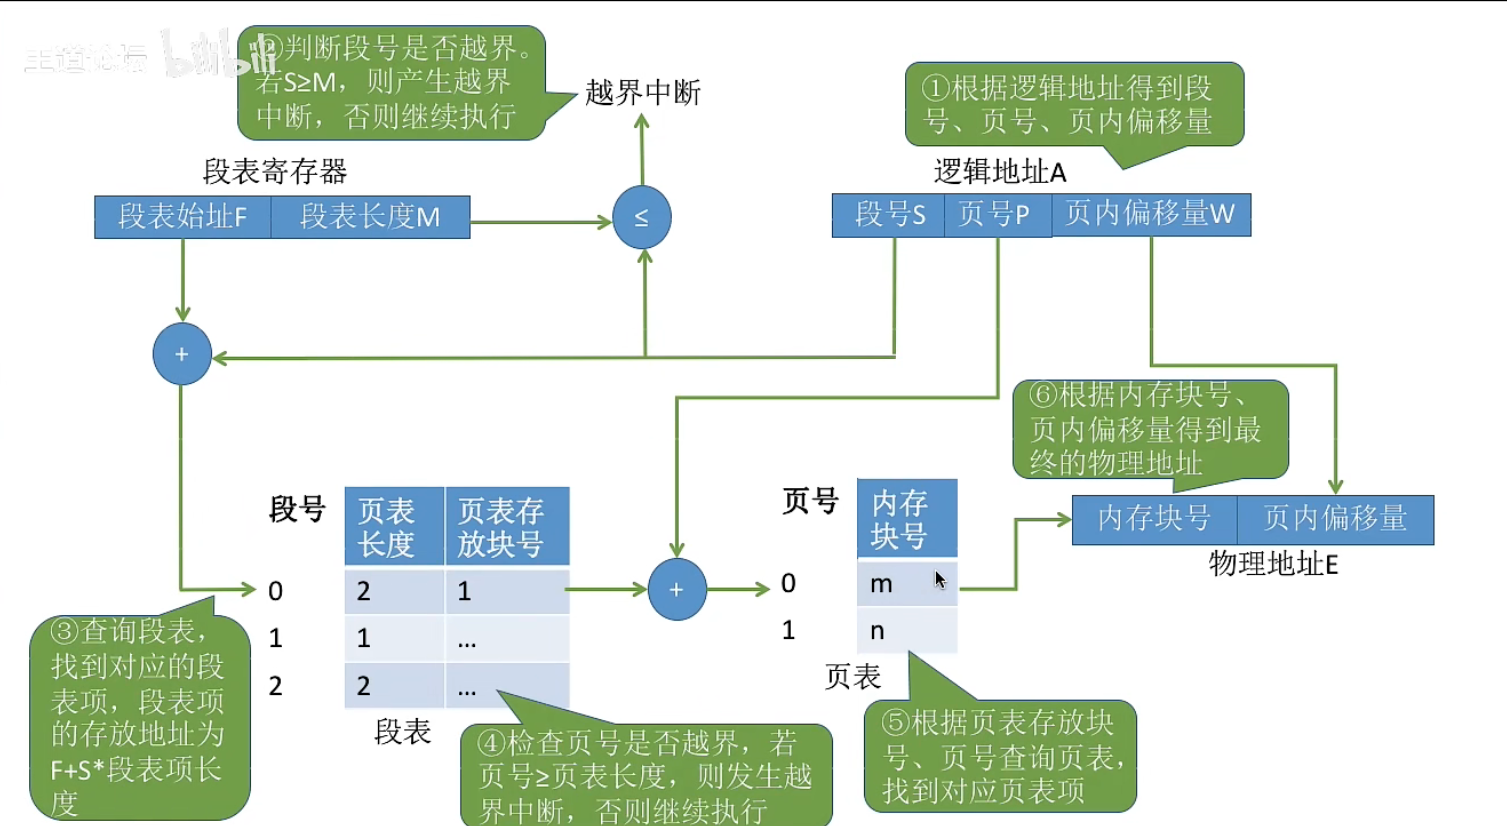 王道论坛 bilibili
②判断段号是否越界。
若S≥M，则产生越界
中断，否则继续执行
越界中断
①根据逻辑地址得到段
号、页号、页内偏移量
段表寄存器
逻辑地址A
段表始址F 段表长度M
≤
段号S 页号P 页内偏移量W
+
⑥根据内存块号、
页内偏移量得到最
终的物理地址
段号
页表
长度
页表存
放块号
0 2 1
1 1 ...
2 2 ...
段表
+
页号
内存
块号
0 m
1 n
页表
内存块号 页内偏移量
物理地址E
③查询段表，
找到对应的段
表项，段表项
的存放地址为
F+S*段表项长
度
④检查页号是否越界，若
页号≥页表长度，则发生越
界中断，否则继续执行
⑤根据页表存放块
号、页号查询页表，
找到对应页表项